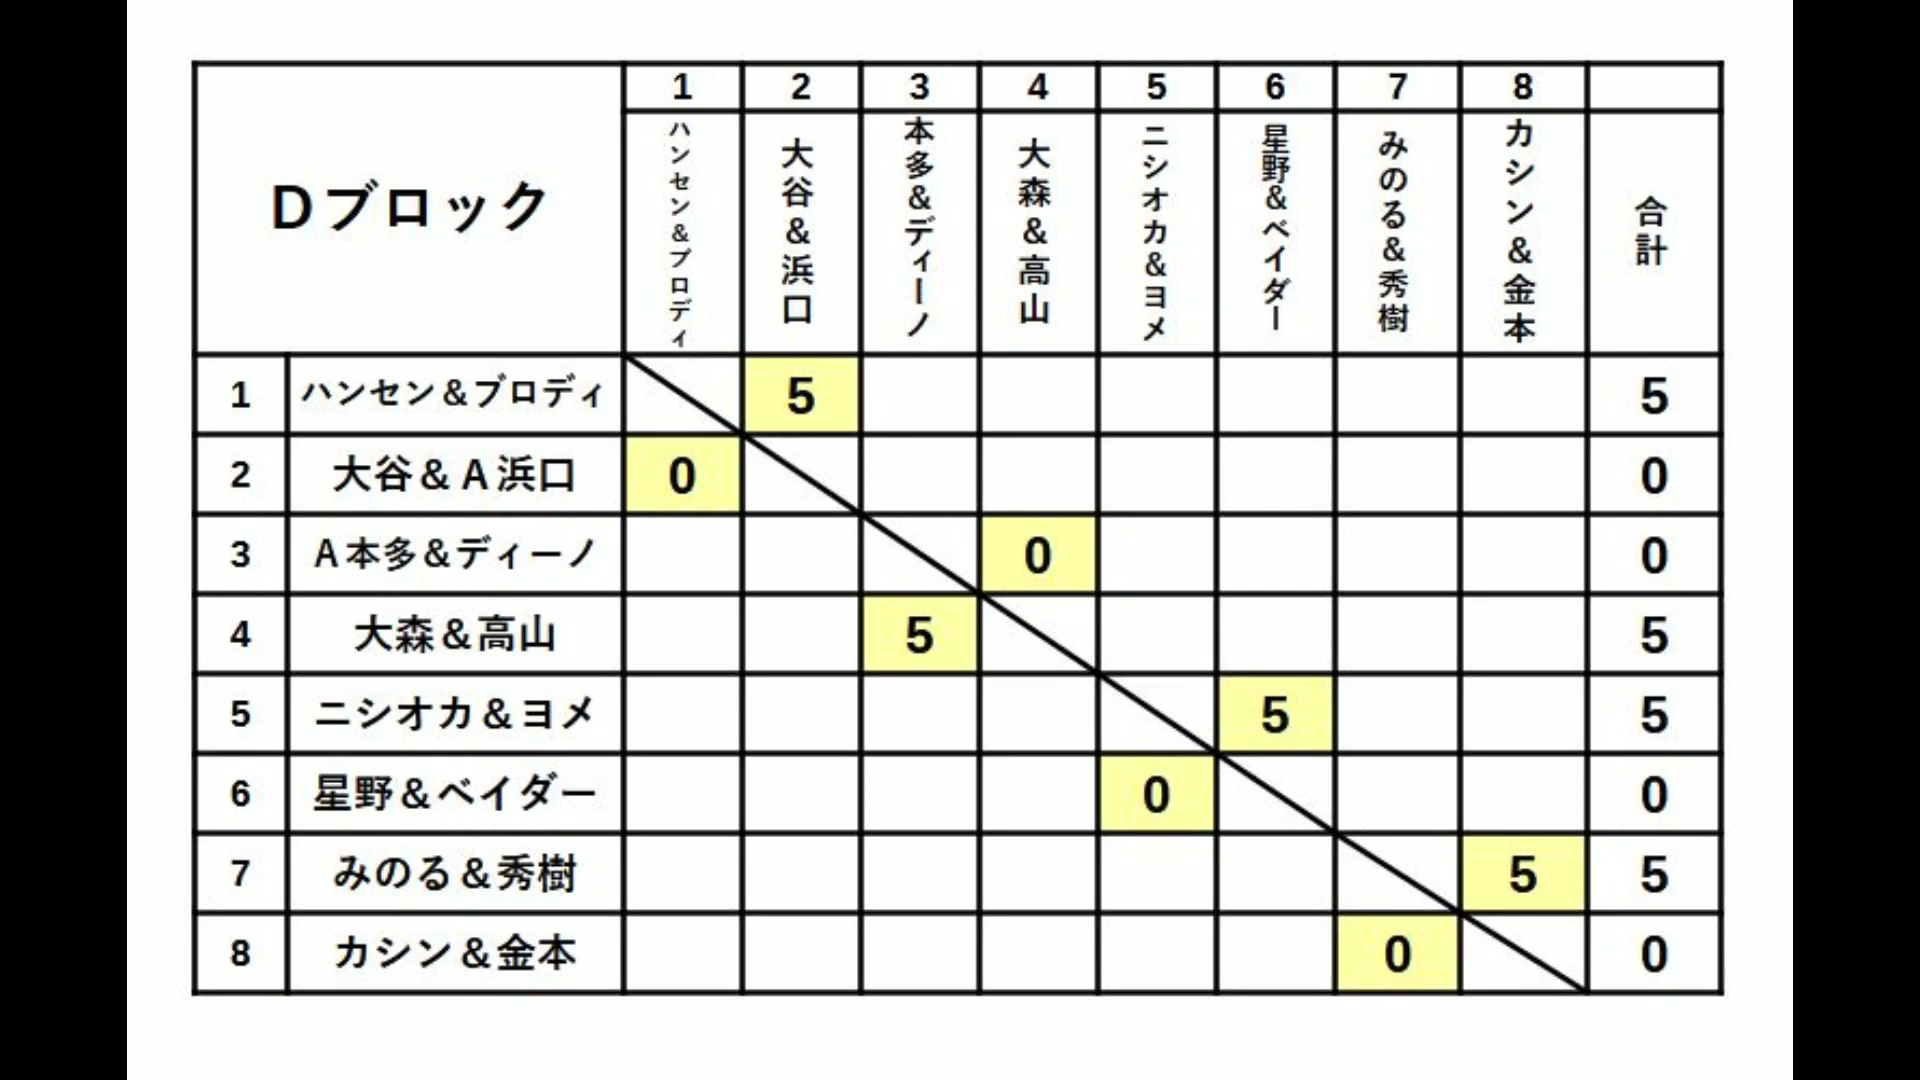 Dブロック
1 2 3 4 5 6 7 8
ハンセン&ブロディ
大谷&浜口
本多&ディーノ
大森&高山
ニシオカ&ヨメ
星野&ベイダー
みのる&秀樹
カシン&金本
合計
1 ハンセン&ブロディ 5 5
2 大谷&A浜口 0 0
3 A本多&ディーノ 0 0
4 大森&高山 5 5
5 ニシオカ&ヨメ 5 5
6 星野&ベイダー 0 0
7 みのる&秀樹 5 5
8 カシン&金本 0 0